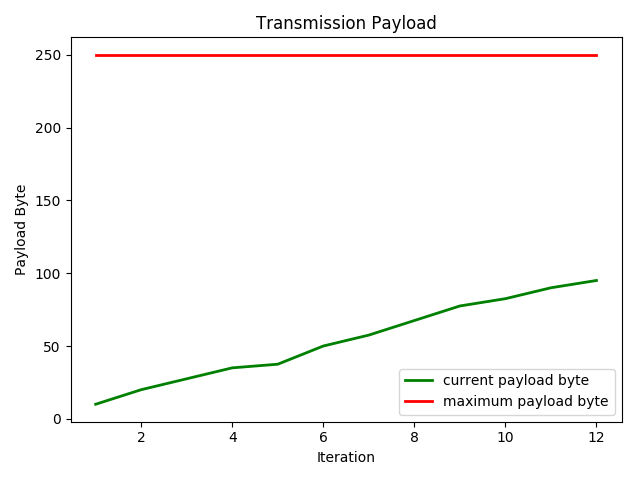 Transmission Payload
250
200
150
100
50
0
Payload Byte
2 4 6 8 10 12
Iteration
current payload byte
maximum payload byte